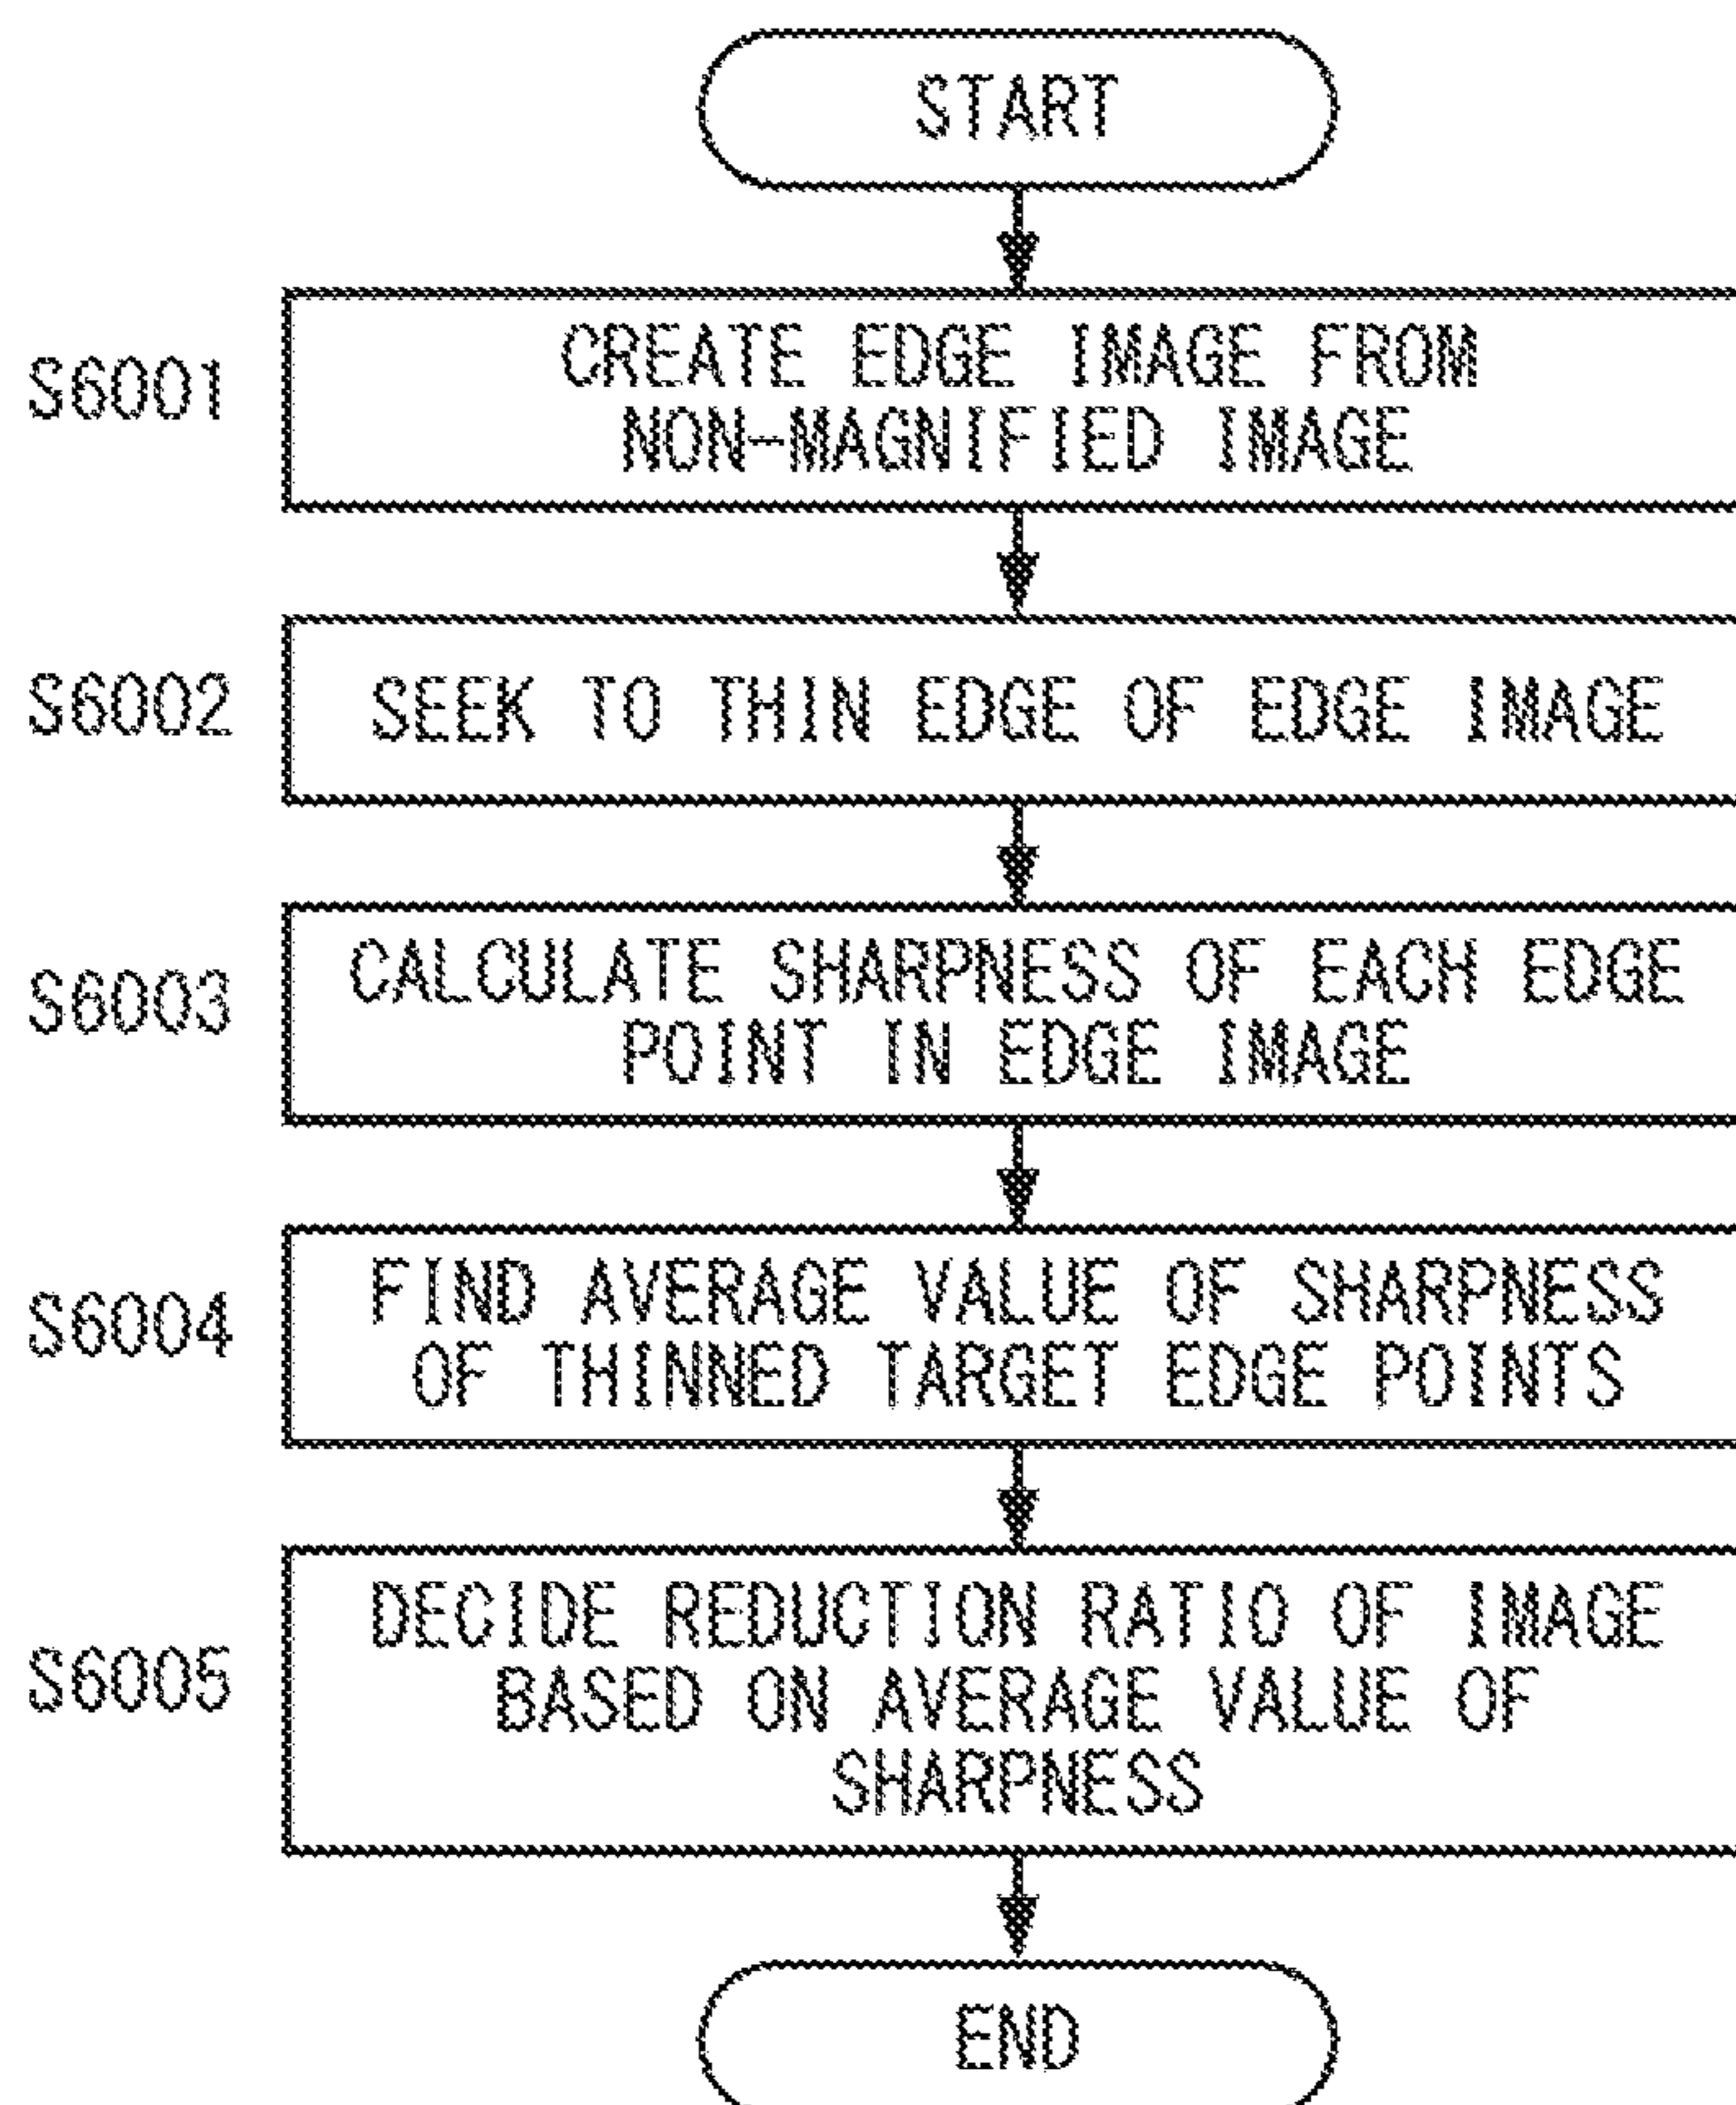 START
S6001
CREATE EDGE IMAGE FROM
NON-MAGNIFIED IMAGE
S6002
SEEK TO THIN EDGE OF EDGE IMAGE
S6003
CALCULATE SHARPNESS OF EACH EDGE
POINT IN EDGE IMAGE
S6004
FIND AVERAGE VALUE OF SHARPNESS
OF THINNED TARGET EDGE POINTS
S6005
DECIDE REDUCTION RATIO OF IMAGE
BASED ON AVERAGE VALUE OF
SHARPNESS
END